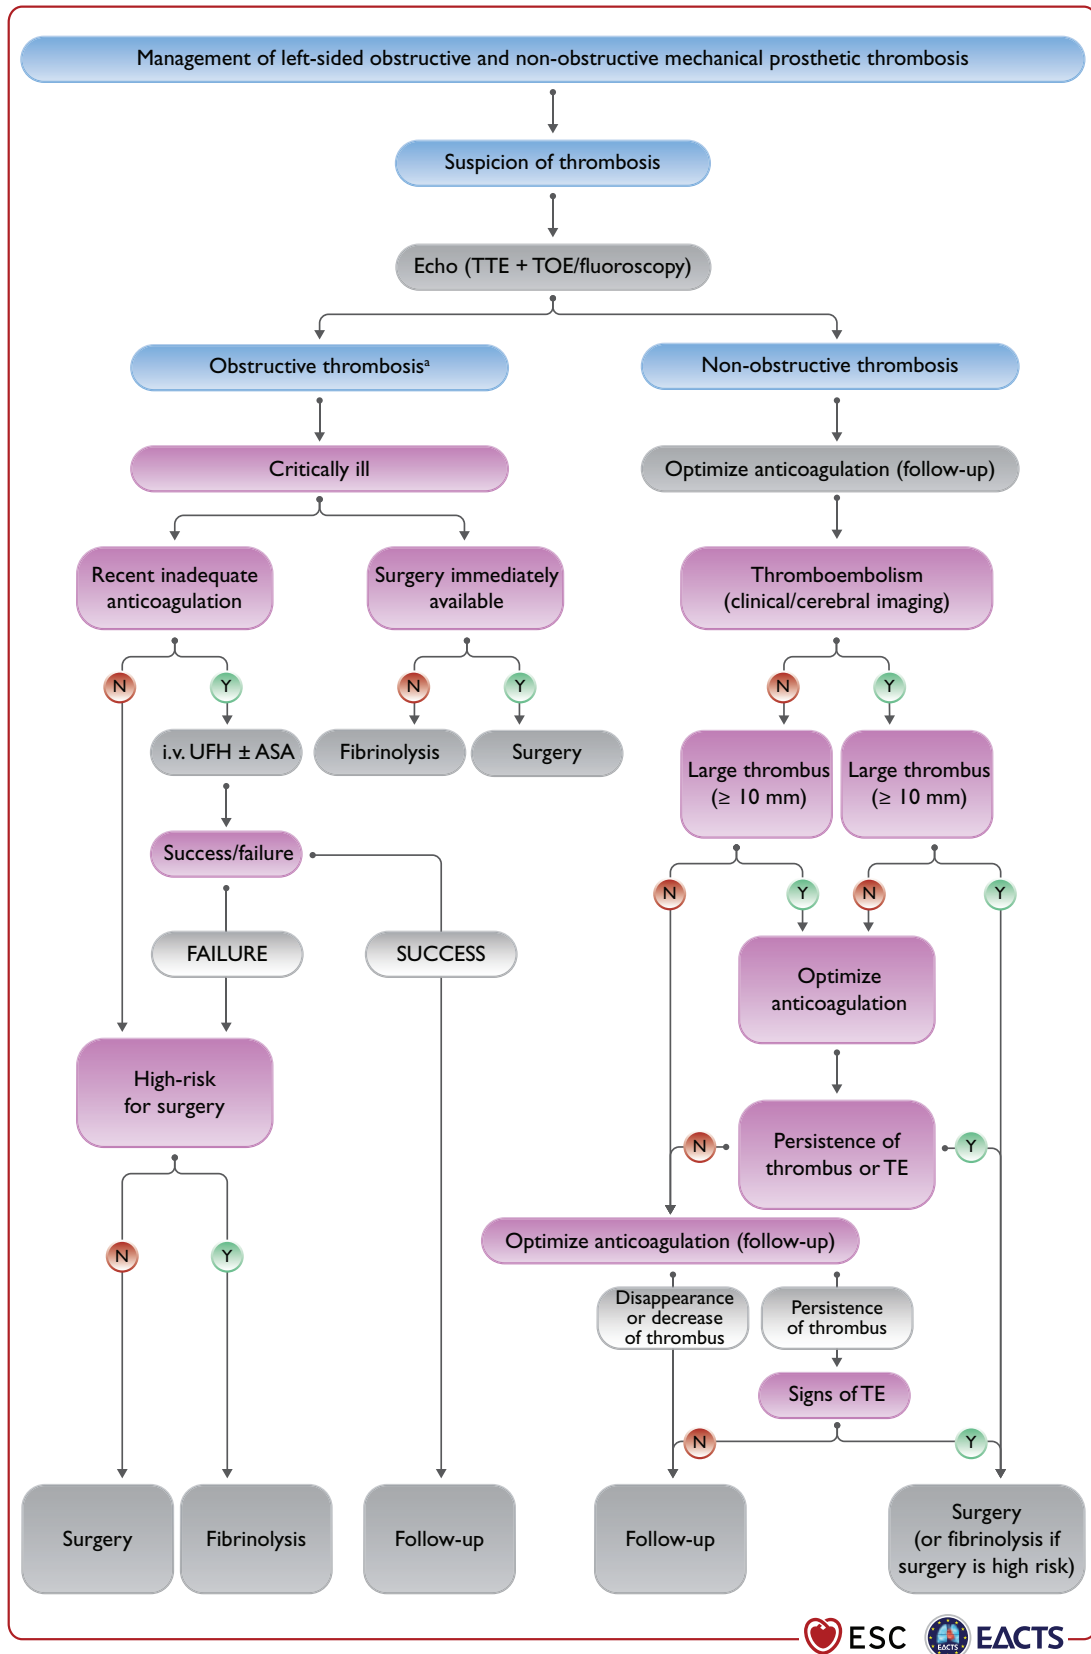 Management of left-sided obstructive and non-obstructive mechanical prosthetic thrombosis
Suspicion of thrombosis
Echo (TTE + TOE/fluoroscopy)
Obstructive thrombosisᵃ
Non-obstructive thrombosis
Critically ill
Optimize anticoagulation (follow-up)
Recent inadequate
anticoagulation
Surgery immediately
available
Thromboembolism
(clinical/cerebral imaging)
N
Y
N
Y
N
Y
i.v. UFH ± ASA
Fibrinolysis
Surgery
Large thrombus
(≥ 10 mm)
Large thrombus
(≥ 10 mm)
Success/failure
N
Y
N
Y
FAILURE
SUCCESS
Optimize
anticoagulation
High-risk
for surgery
Persistence of
thrombus or TE
N
Y
Optimize anticoagulation (follow-up)
N
Y
Disappearance
or decrease
of thrombus
Persistence
of thrombus
Signs of TE
N
Y
Surgery
Fibrinolysis
Follow-up
Follow-up
Surgery
(or fibrinolysis if
surgery is high risk)
ESC
EACTS
EACTS